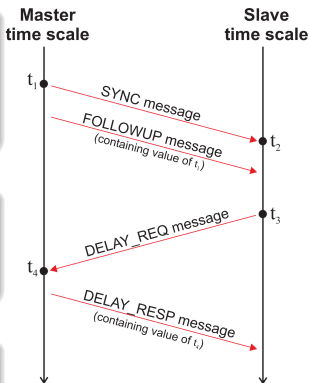 Master
time scale
Slave
time scale
t₁
SYNC message
t₂
FOLLOWUP message
(containing value of t₁)
t₃
DELAY_REQ message
t₄
DELAY_RESP message
(containing value of t₄)